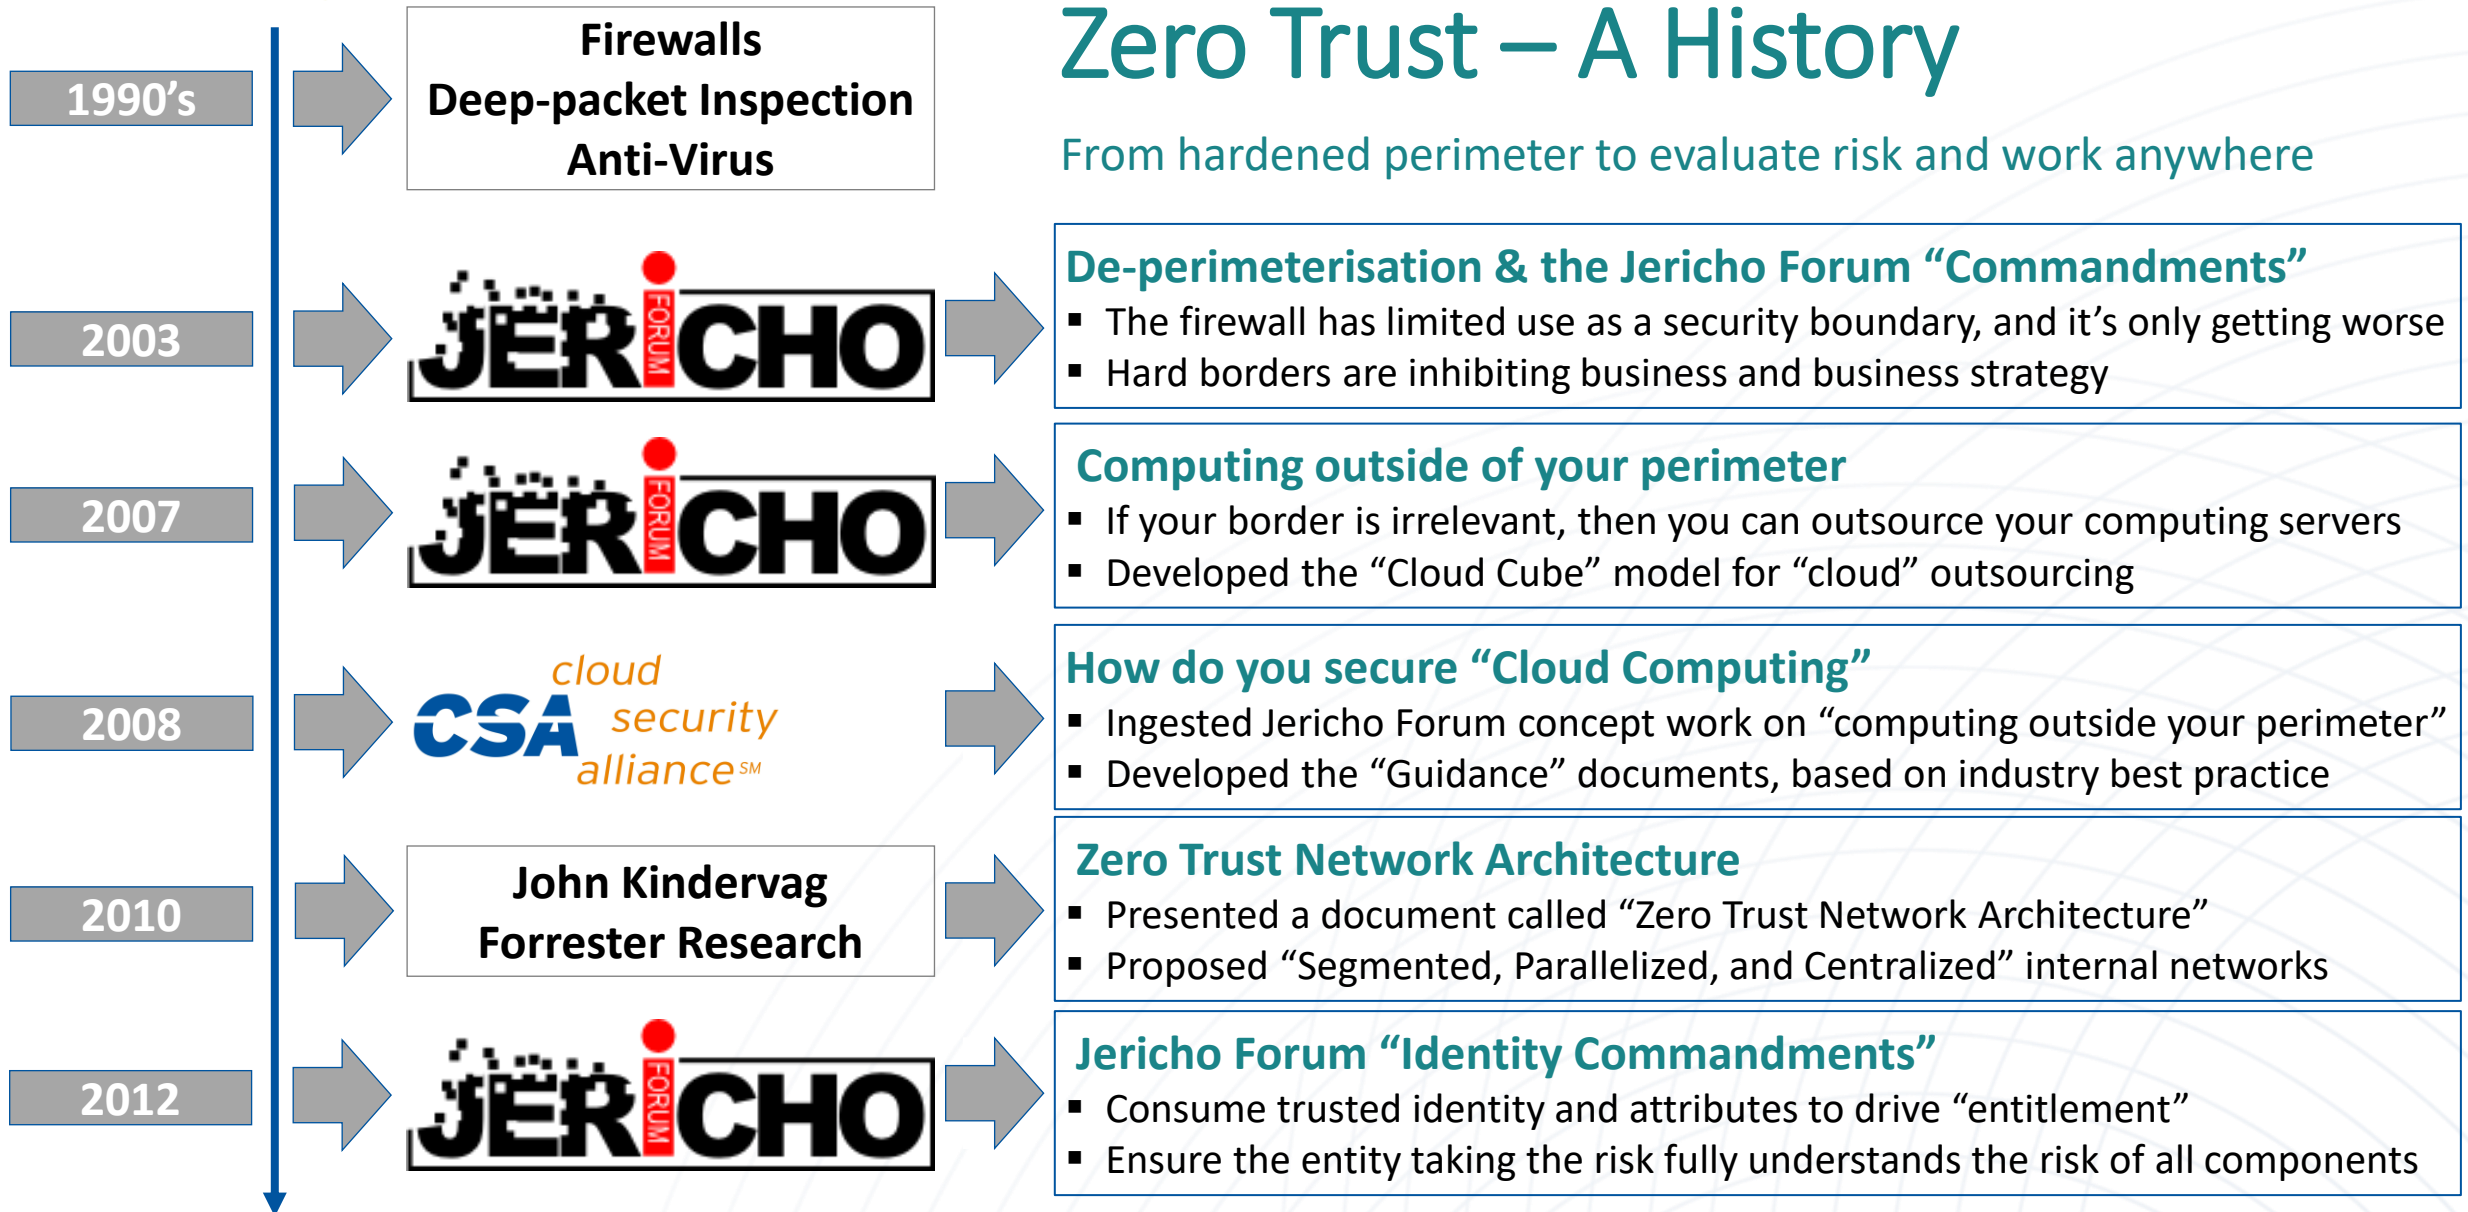 Zero Trust – A History
From hardened perimeter to evaluate risk and work anywhere
1990’s
Firewalls
Deep-packet Inspection
Anti-Virus
2003
JERiCHO
FORUM
De-perimeterisation & the Jericho Forum “Commandments”
▪ The firewall has limited use as a security boundary, and it’s only getting worse
▪ Hard borders are inhibiting business and business strategy
2007
JERiCHO
FORUM
Computing outside of your perimeter
▪ If your border is irrelevant, then you can outsource your computing servers
▪ Developed the “Cloud Cube” model for “cloud” outsourcing
2008
cloud
CSA security
alliance SM
How do you secure “Cloud Computing”
▪ Ingested Jericho Forum concept work on “computing outside your perimeter”
▪ Developed the “Guidance” documents, based on industry best practice
2010
John Kindervag
Forrester Research
Zero Trust Network Architecture
▪ Presented a document called “Zero Trust Network Architecture”
▪ Proposed “Segmented, Parallelized, and Centralized” internal networks
2012
JERiCHO
FORUM
Jericho Forum “Identity Commandments”
▪ Consume trusted identity and attributes to drive “entitlement”
▪ Ensure the entity taking the risk fully understands the risk of all components